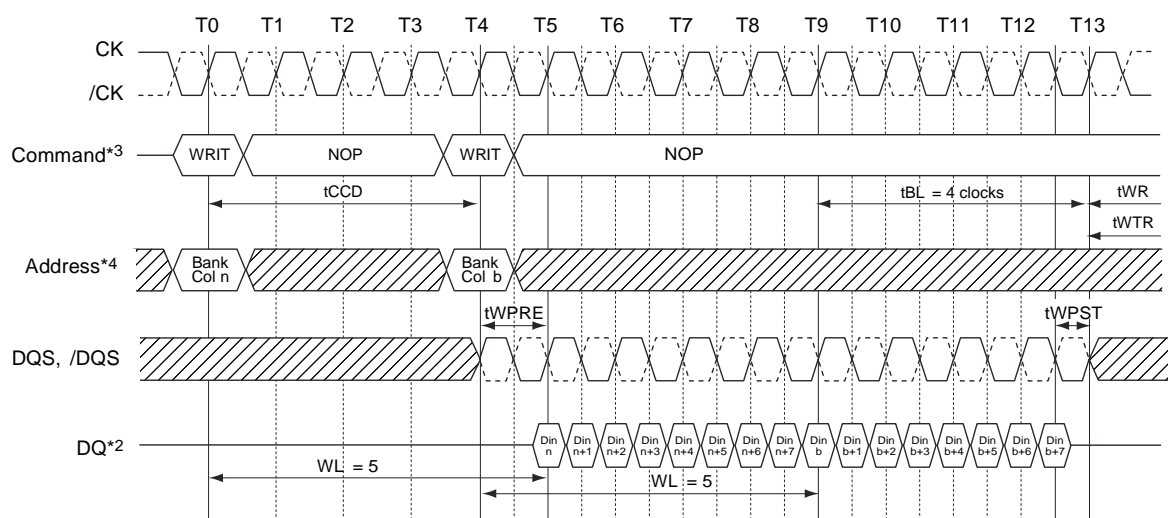 T0 T1 T2 T3 T4 T5 T6 T7 T8 T9 T10 T11 T12 T13
CK
/CK
Command*3 WRIT NOP WRIT NOP
tCCD tBL = 4 clocks tWR
tWTR
Address*4
Bank
Col n
Bank
Col b
tWPRE tWPST
DQS, /DQS
DQ*2
Din
n
Din
n+1
Din
n+2
Din
n+3
Din
n+4
Din
n+5
Din
n+6
Din
n+7
Din
b
Din
b+1
Din
b+2
Din
b+3
Din
b+4
Din
b+5
Din
b+6
Din
b+7
WL = 5
WL = 5